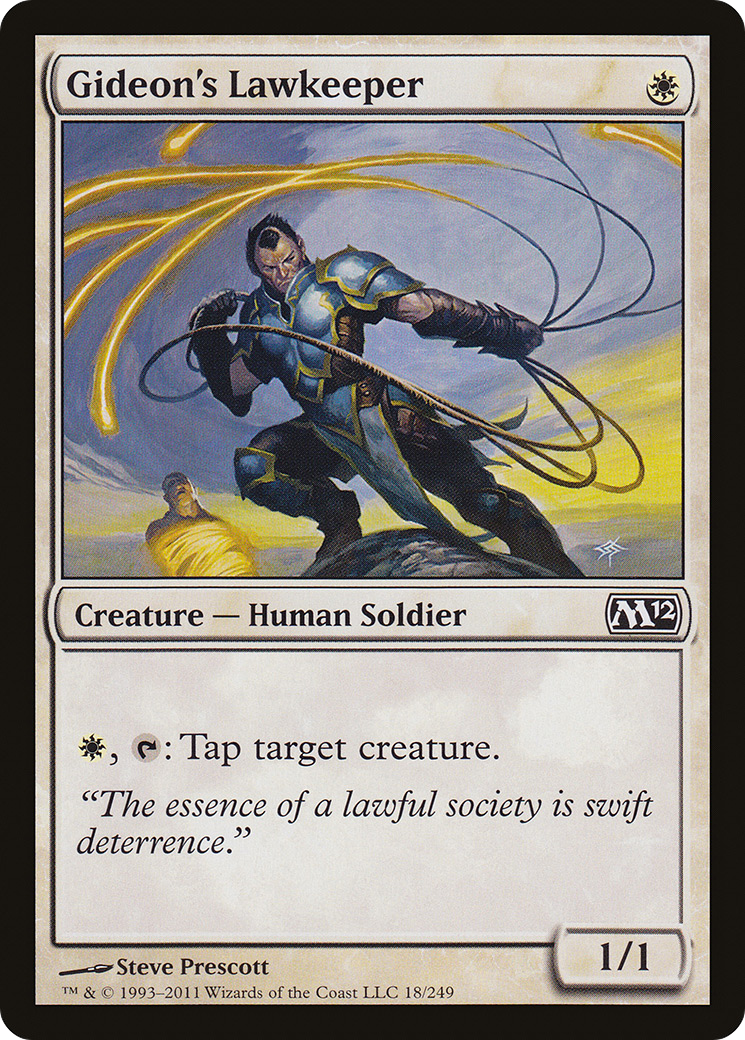 Gideon's Lawkeeper
Creature — Human Soldier
M12
, : Tap target creature.
“The essence of a lawful society is swift
deterrence.”
1/1
Steve Prescott
™ & © 1993–2011 Wizards of the Coast LLC 18/249